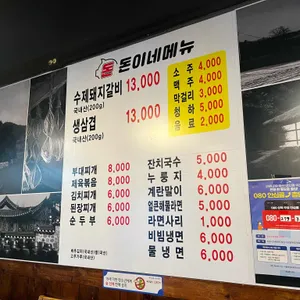 돈 돈이네메뉴
수제돼지갈비 13,000
국내산(200g)
생삼겹 13,000
국내산(200g)
소주 4,000
맥주 4,000
막걸리 3,000
청하 5,000
음료 2,000
부대찌개 8,000
제육볶음 8,000
김치찌개 6,000
된장찌개 6,000
순두부 6,000
잔치국수 5,000
누룽지 4,000
계란말이 6,000
얼큰해물라면 5,000
라면사리 1,000
비빔냉면 6,000
물냉면 6,000